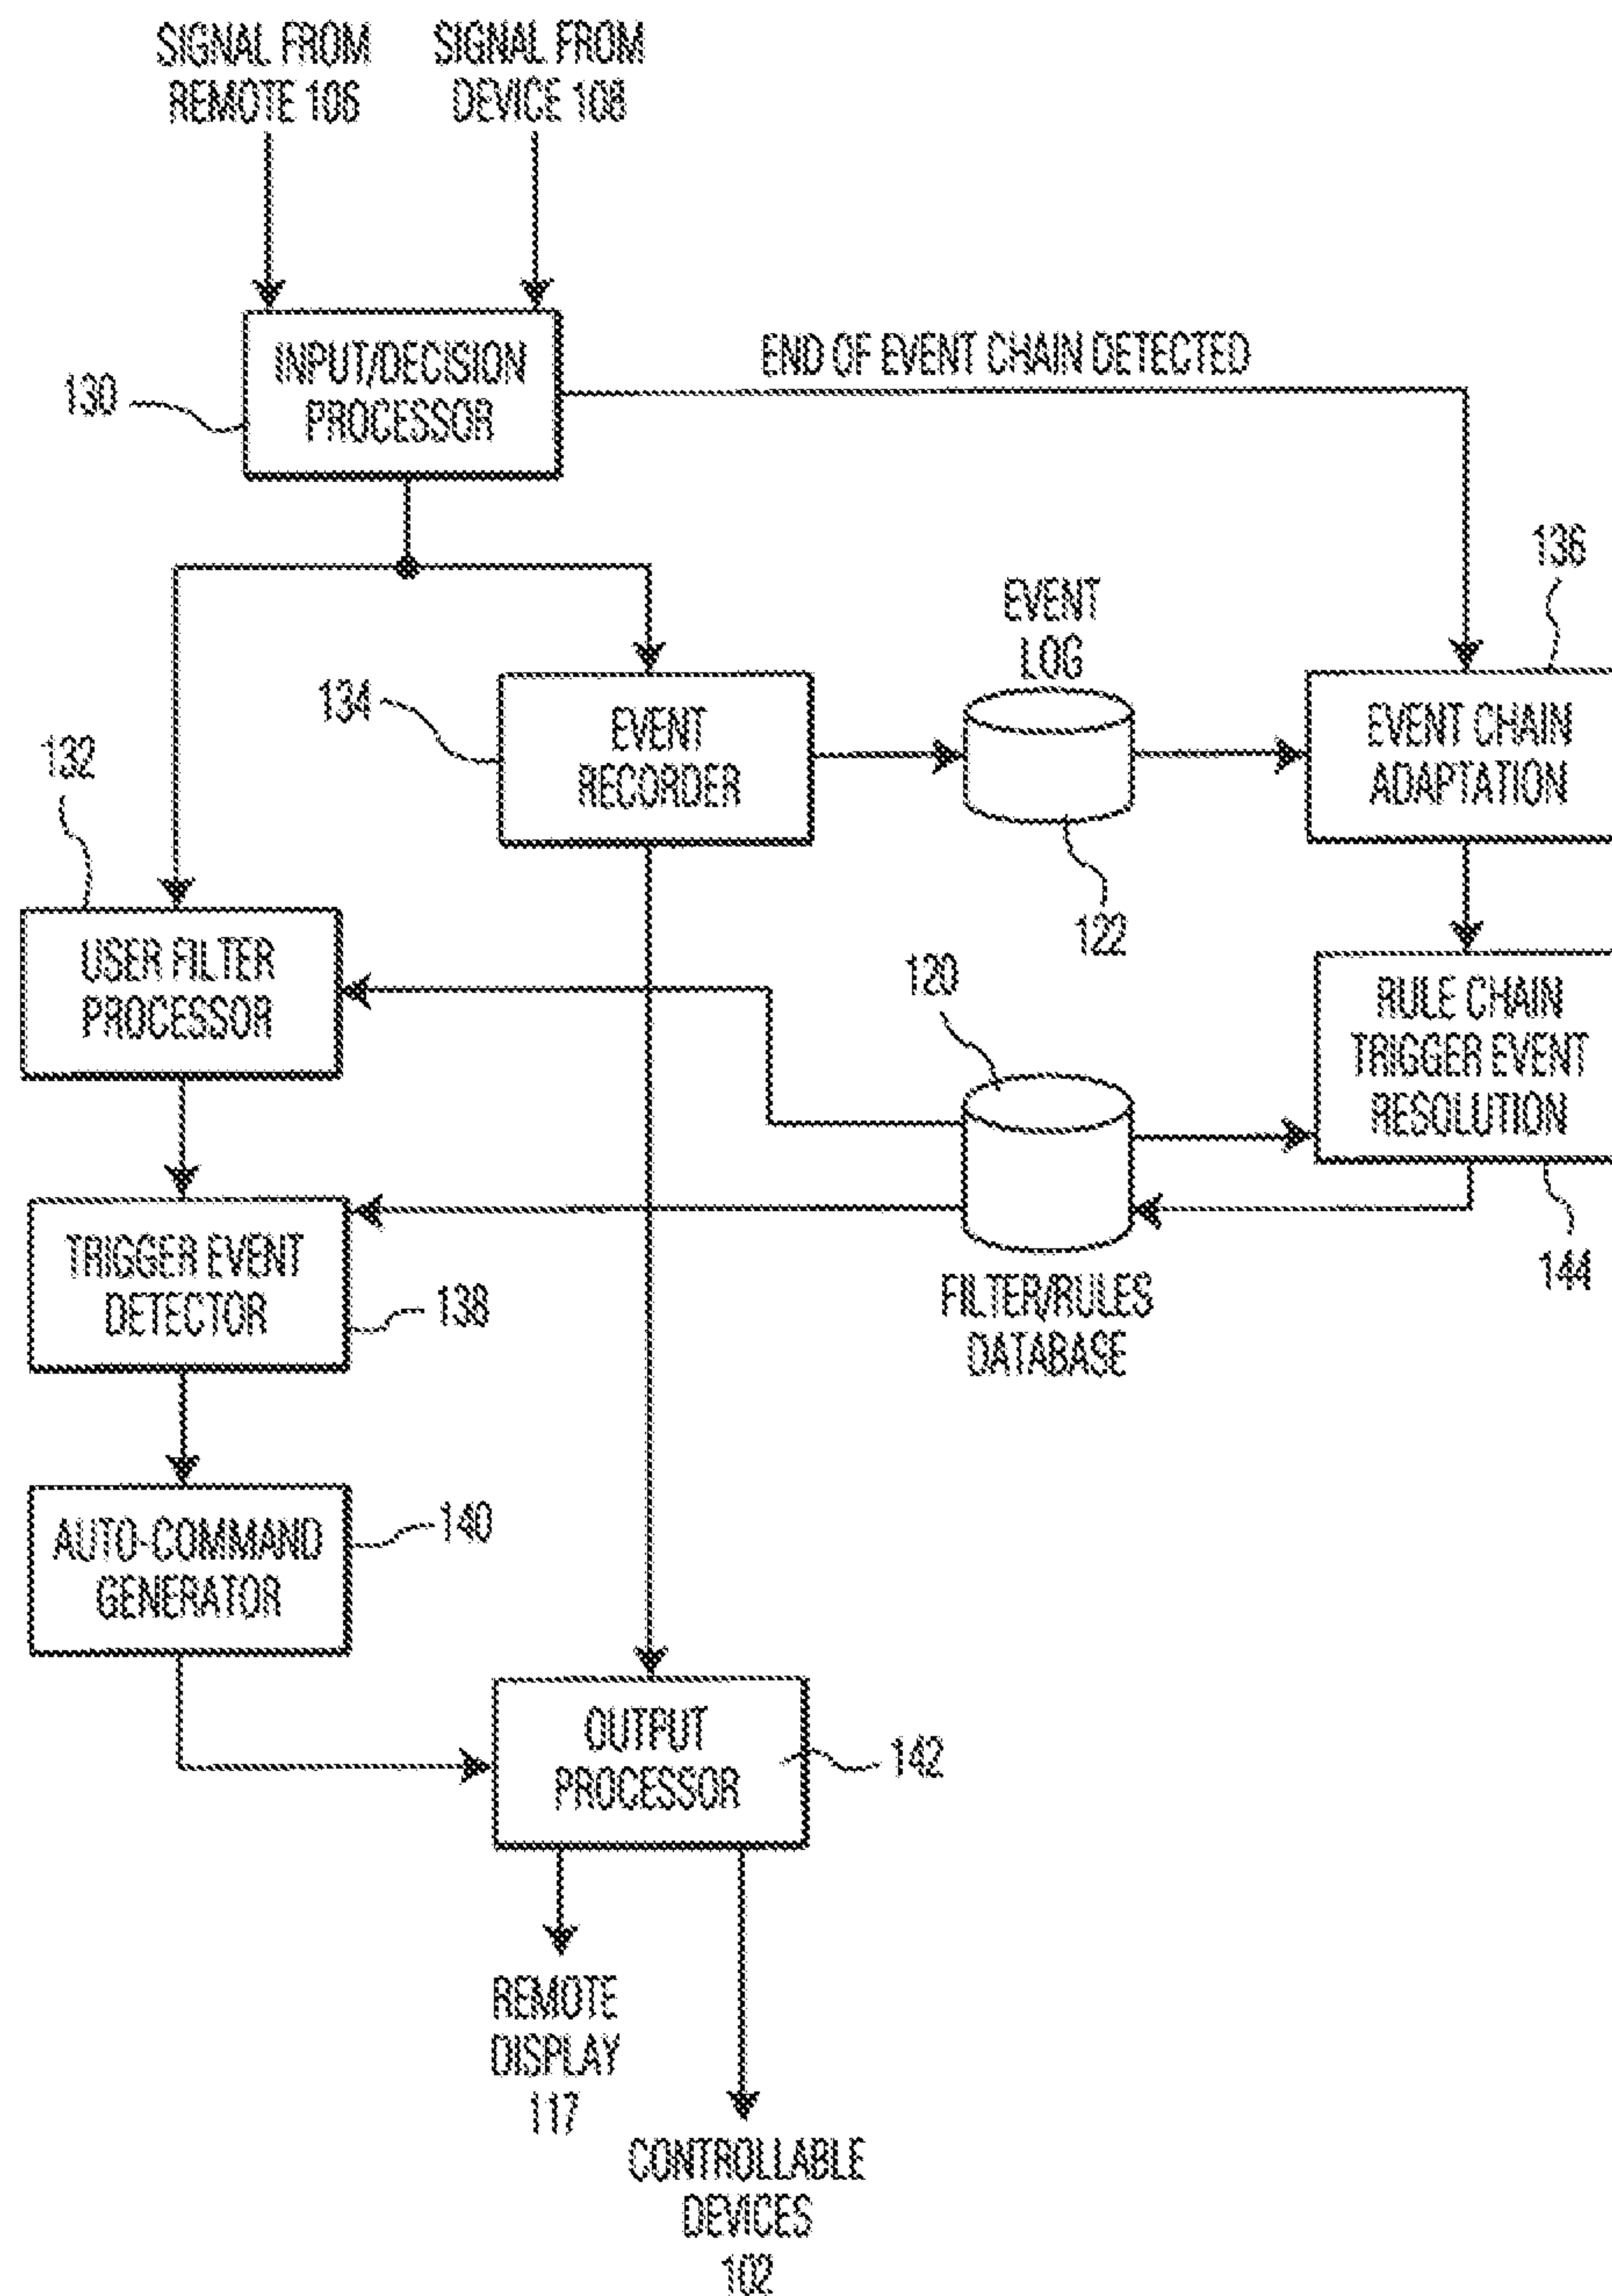 SIGNAL FROM
REMOTE 106
SIGNAL FROM
DEVICE 108
INPUT/DECISION
PROCESSOR
130
END OF EVENT CHAIN DETECTED
136
EVENT
LOG
134
EVENT
RECORDER
EVENT CHAIN
ADAPTATION
132
122
USER FILTER
PROCESSOR
120
RULE CHAIN
TRIGGER EVENT
RESOLUTION
TRIGGER EVENT
DETECTOR
138
144
FILTER/RULES
DATABASE
AUTO-COMMAND
GENERATOR
140
OUTPUT
PROCESSOR
142
REMOTE
DISPLAY
117
CONTROLLABLE
DEVICES
102